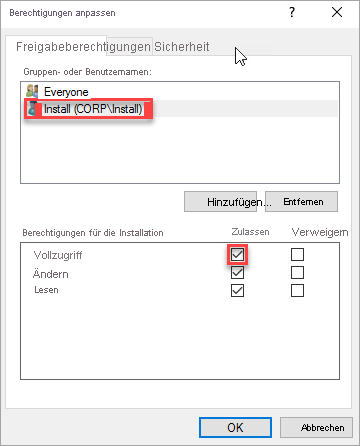 Berechtigungen anpassen
Freigabeberechtigungen Sicherheit
Gruppen- oder Benutzernamen:
Everyone
Install (CORP\Install)
Hinzufügen... Entfernen
Berechtigungen für die Installation Zulassen Verweigern
Vollzugriff
Ändern
Lesen
OK Abbrechen